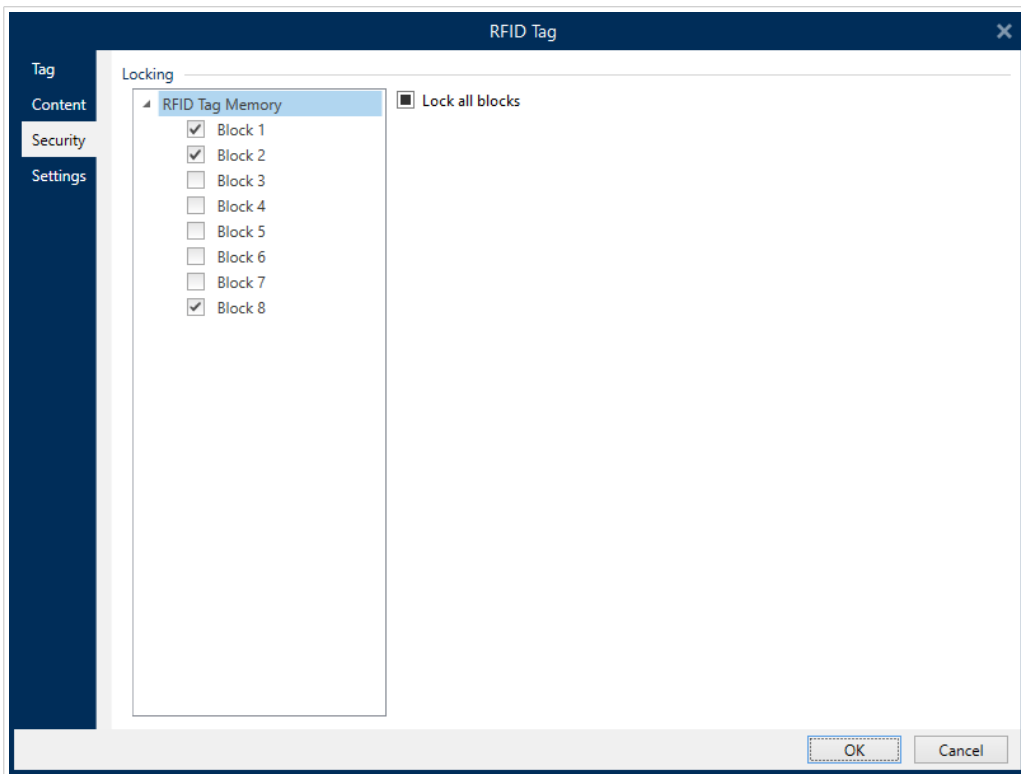 RFID Tag
Tag
Content
Security
Settings
Locking
RFID Tag Memory
Block 1
Block 2
Block 3
Block 4
Block 5
Block 6
Block 7
Block 8
Lock all blocks
OK
Cancel